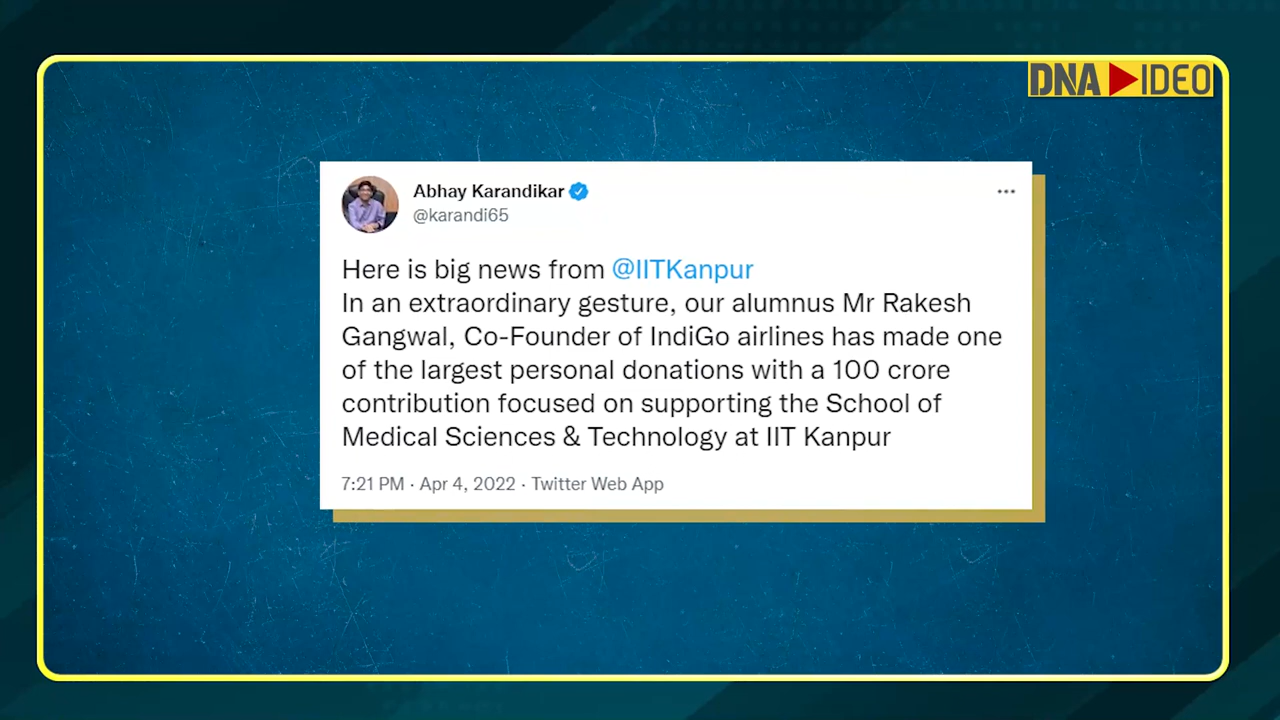 DNA VIDEO
Abhay Karandikar
@karandi65
Here is big news from @IITKanpur
In an extraordinary gesture, our alumnus Mr Rakesh
Gangwal, Co-Founder of IndiGo airlines has made one
of the largest personal donations with a 100 crore
contribution focused on supporting the School of
Medical Sciences & Technology at IIT Kanpur
7:21 PM · Apr 4, 2022 · Twitter Web App